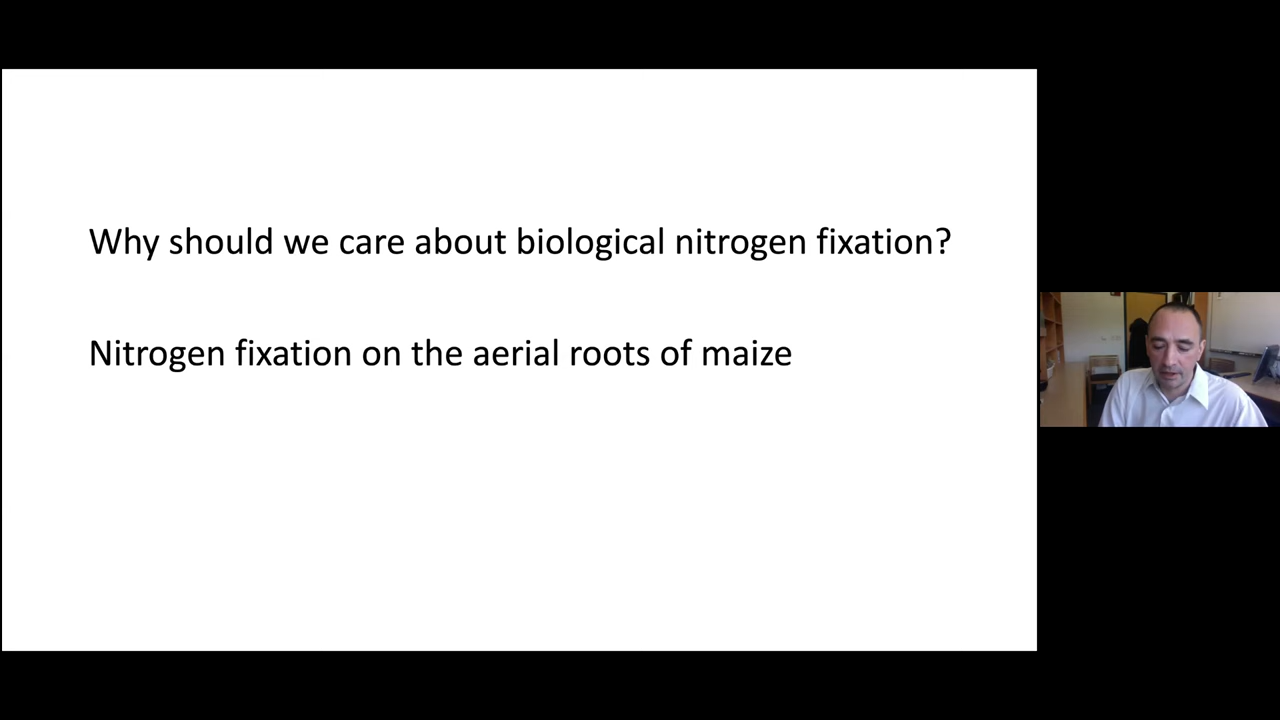 Why should we care about biological nitrogen fixation?
Nitrogen fixation on the aerial roots of maize